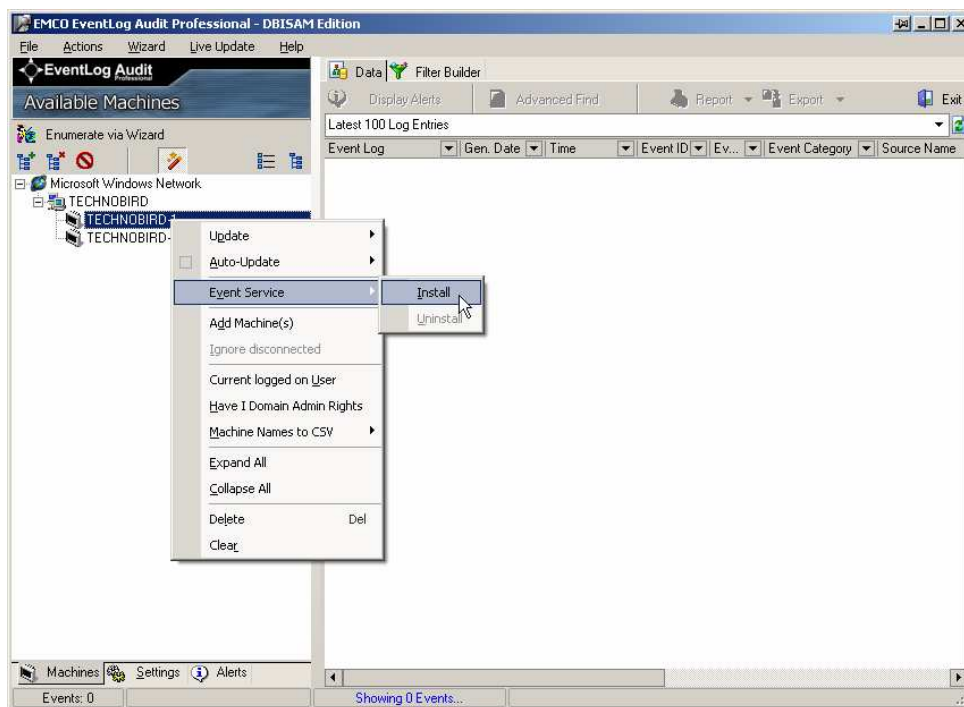 EMCO EventLog Audit Professional - DBISAM Edition
File Actions Wizard Live Update Help
EventLog Audit
Professional
Available Machines
Enumerate via Wizard
Microsoft Windows Network
TECHNOBIRD
TECHNOBIRD-1
TECHNOBIRD-
Update
Auto-Update
Event Service
Install
Uninstall
Add Machine(s)
Ignore disconnected
Current logged on User
Have I Domain Admin Rights
Machine Names to CSV
Expand All
Collapse All
Delete Del
Clear
Machines Settings Alerts
Events: 0
Data Filter Builder
Display Alerts Advanced Find Report Export Exit
Latest 100 Log Entries
Event Log Gen. Date Time Event ID Ev... Event Category Source Name
Showing 0 Events...